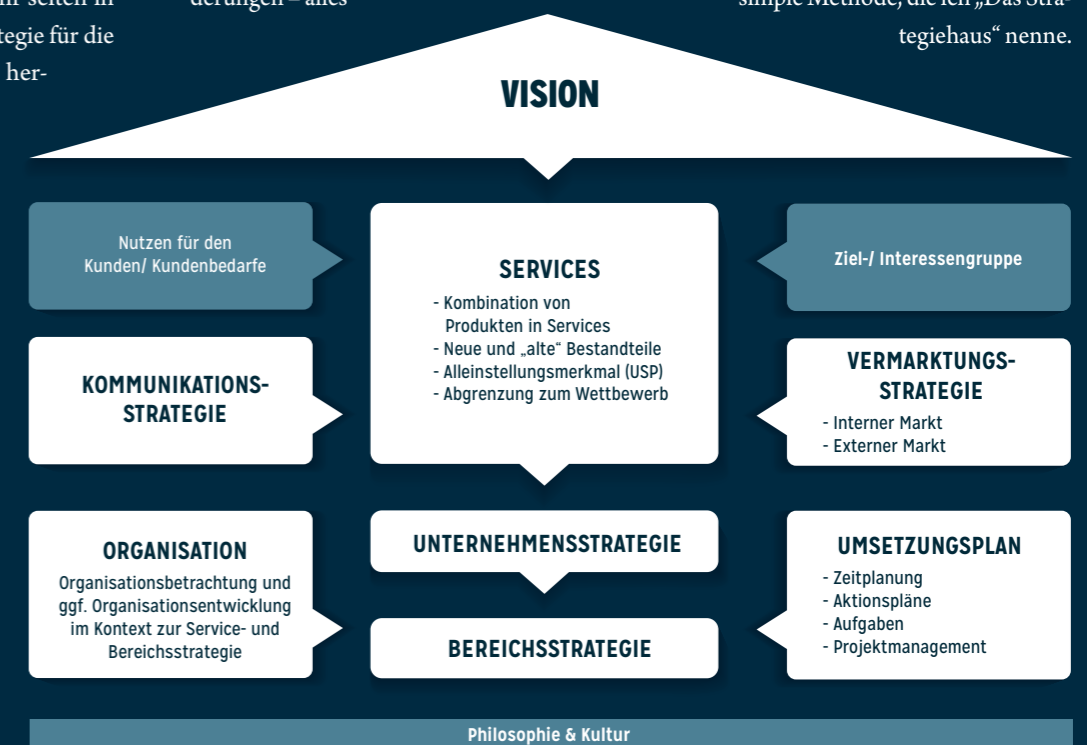 derungen – alles
tegie für die
her-
tegiehaus“ nenne.
VISION
Nutzen für den
Kunden/ Kundenbedarfe
SERVICES
- Kombination von
Produkten in Services
- Neue und „alte“ Bestandteile
- Alleinstellungsmerkmal (USP)
- Abgrenzung zum Wettbewerb
Ziel-/ Interessengruppe
KOMMUNIKATIONS-
STRATEGIE
VERMARKTUNGS-
STRATEGIE
- Interner Markt
- Externer Markt
ORGANISATION
Organisationsbetrachtung und
ggf. Organisationsentwicklung
im Kontext zur Service- und
Bereichsstrategie
UNTERNEHMENSSTRATEGIE
BEREICHSSTRATEGIE
UMSETZUNGSPLAN
- Zeitplanung
- Aktionspläne
- Aufgaben
- Projektmanagement
Philosophie & Kultur